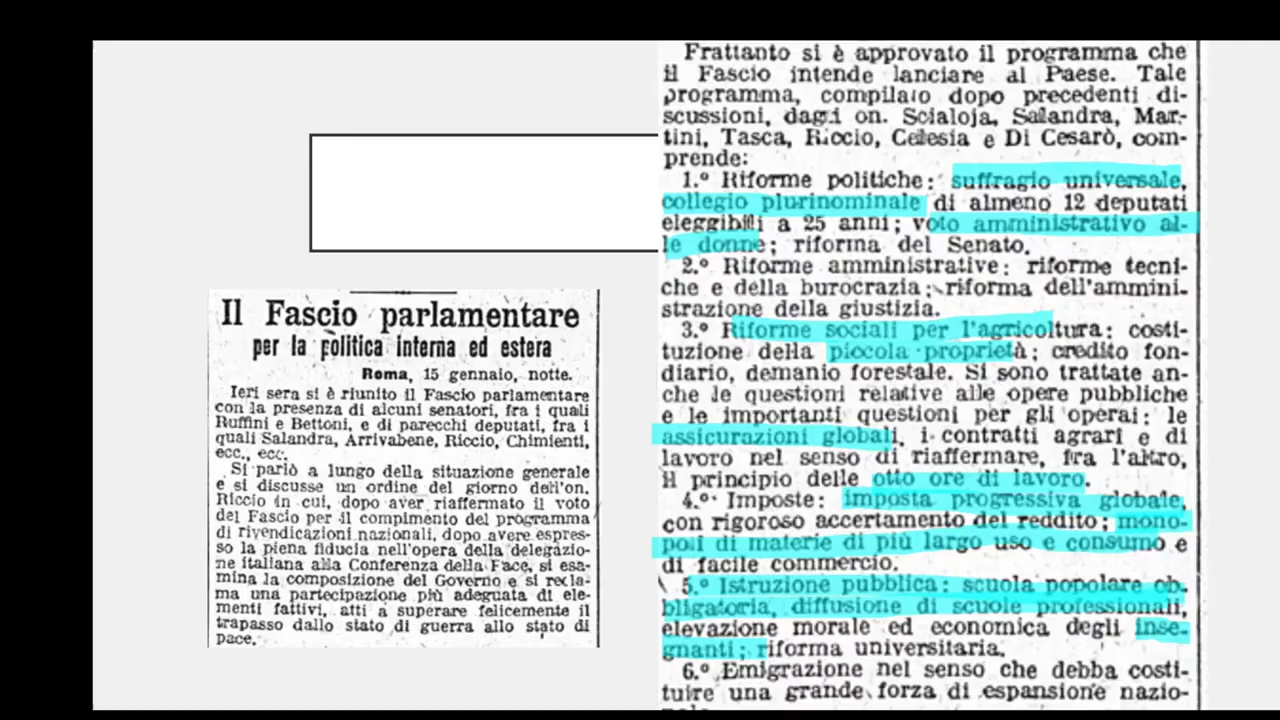 Il Fascio parlamentare
per la politica interna ed estera
Roma, 15 gennaio, notte.
Ieri sera si è riunito il Fascio parlamentare
con la presenza di alcuni senatori, fra i quali
Ruffini e Bettoni, e di parecchi deputati, fra i
quali Salandra, Arrivabene, Riccio, Chimienti,
ecc., ecc.
Si parlò a lungo della situazione generale
e si discusse un ordine del giorno dell'on.
Riccio in cui, dopo aver riaffermato il voto
del Fascio per il compimento del programma
di rivendicazioni nazionali, dopo avere espres-
so la piena fiducia nell'opera della delegazio-
ne italiana alla Conferenza della Pace, si esa-
mina la composizione del Governo e si recla-
ma una partecipazione più adeguata di ele-
menti fattivi, atti a superare felicemente il
trapasso dallo stato di guerra allo stato di
pace.
Frattanto si è approvato il programma che
il Fascio intende lanciare al Paese. Tale
programma, compilato dopo precedenti di-
scussioni, dagli on. Scialoja, Salandra, Mar-
tini, Tasca, Riccio, Celesia e Di Cesarò, com-
prende:
1.º Riforme politiche: suffragio universale,
collegio plurinominale di almeno 12 deputati
eleggibili a 25 anni; voto amministrativo al-
le donne; riforma del Senato.
2.º Riforme amministrative: riforme tecni-
che e della burocrazia; riforma dell'ammini-
strazione della giustizia.
3.º Riforme sociali per l'agricoltura: costi-
tuzione della piccola proprietà; credito fon-
diario, demanio forestale. Si sono trattate an-
che le questioni relative alle opere pubbliche
e le importanti questioni per gli operai: le
assicurazioni globali, i contratti agrari e di
lavoro nel senso di riaffermare, fra l'altro,
il principio delle otto ore di lavoro.
4.º Imposte: imposta progressiva globale,
con rigoroso accertamento del reddito; mono-
poli di materie di più largo uso e consumo e
di facile commercio.
5.º Istruzione pubblica: scuola popolare ob-
bligatoria, diffusione di scuole professionali,
elevazione morale ed economica degli inse-
gnanti; riforma universitaria.
6.º Emigrazione nel senso che debba costi-
tuire una grande forza di espansione nazio-